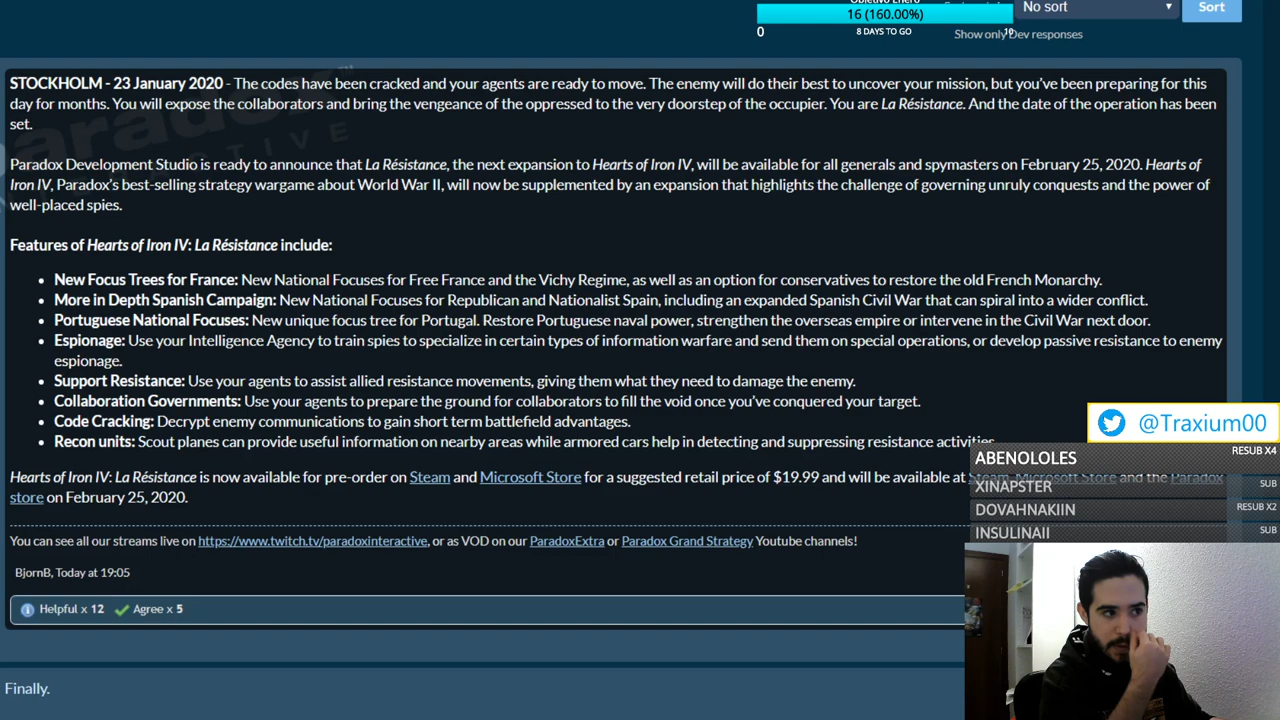 Objetivo Enero
16 (160.00%)
0
10
8 DAYS TO GO
No sort
Sort
Show only Dev responses
STOCKHOLM - 23 January 2020 - The codes have been cracked and your agents are ready to move. The enemy will do their best to uncover your mission, but you've been preparing for this
day for months. You will expose the collaborators and bring the vengeance of the oppressed to the very doorstep of the occupier. You are La Résistance. And the date of the operation has been
set.
Paradox Development Studio is ready to announce that La Résistance, the next expansion to Hearts of Iron IV, will be available for all generals and spymasters on February 25, 2020. Hearts of
Iron IV, Paradox's best-selling strategy wargame about World War II, will now be supplemented by an expansion that highlights the challenge of governing unruly conquests and the power of
well-placed spies.
Features of Hearts of Iron IV: La Résistance include:
New Focus Trees for France: New National Focuses for Free France and the Vichy Regime, as well as an option for conservatives to restore the old French Monarchy.
More in Depth Spanish Campaign: New National Focuses for Republican and Nationalist Spain, including an expanded Spanish Civil War that can spiral into a wider conflict.
Portuguese National Focuses: New unique focus tree for Portugal. Restore Portuguese naval power, strengthen the overseas empire or intervene in the Civil War next door.
Espionage: Use your Intelligence Agency to train spies to specialize in certain types of information warfare and send them on special operations, or develop passive resistance to enemy
espionage.
Support Resistance: Use your agents to assist allied resistance movements, giving them what they need to damage the enemy.
Collaboration Governments: Use your agents to prepare the ground for collaborators to fill the void once you've conquered your target.
Code Cracking: Decrypt enemy communications to gain short term battlefield advantages.
Recon units: Scout planes can provide useful information on nearby areas while armored cars help in detecting and suppressing resistance activities.
Hearts of Iron IV: La Résistance is now available for pre-order on Steam and Microsoft Store for a suggested retail price of $19.99 and will be available at Steam, Microsoft Store and the Paradox
store on February 25, 2020.
You can see all our streams live on https://www.twitch.tv/paradoxinteractive, or as VOD on our ParadoxExtra or Paradox Grand Strategy Youtube channels!
BjornB, Today at 19:05
Helpful x 12 Agree x 5
Finally.
@Traxium00
ABENOLOLES RESUB X4
XINAPSTER SUB
DOVAHNAKIIN RESUB X2
INSULINAII SUB